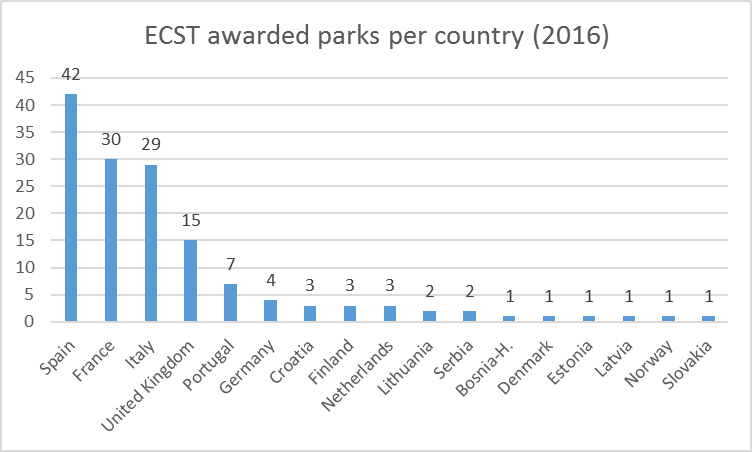 ECST awarded parks per country (2016)
45
40
35
30
25
20
15
10
5
0
42
30
29
15
7
4
3
3
3
2
2
1
1
1
1
1
1
Spain
France
Italy
United Kingdom
Portugal
Germany
Croatia
Finland
Netherlands
Lithuania
Serbia
Bosnia-H.
Denmark
Estonia
Latvia
Norway
Slovakia